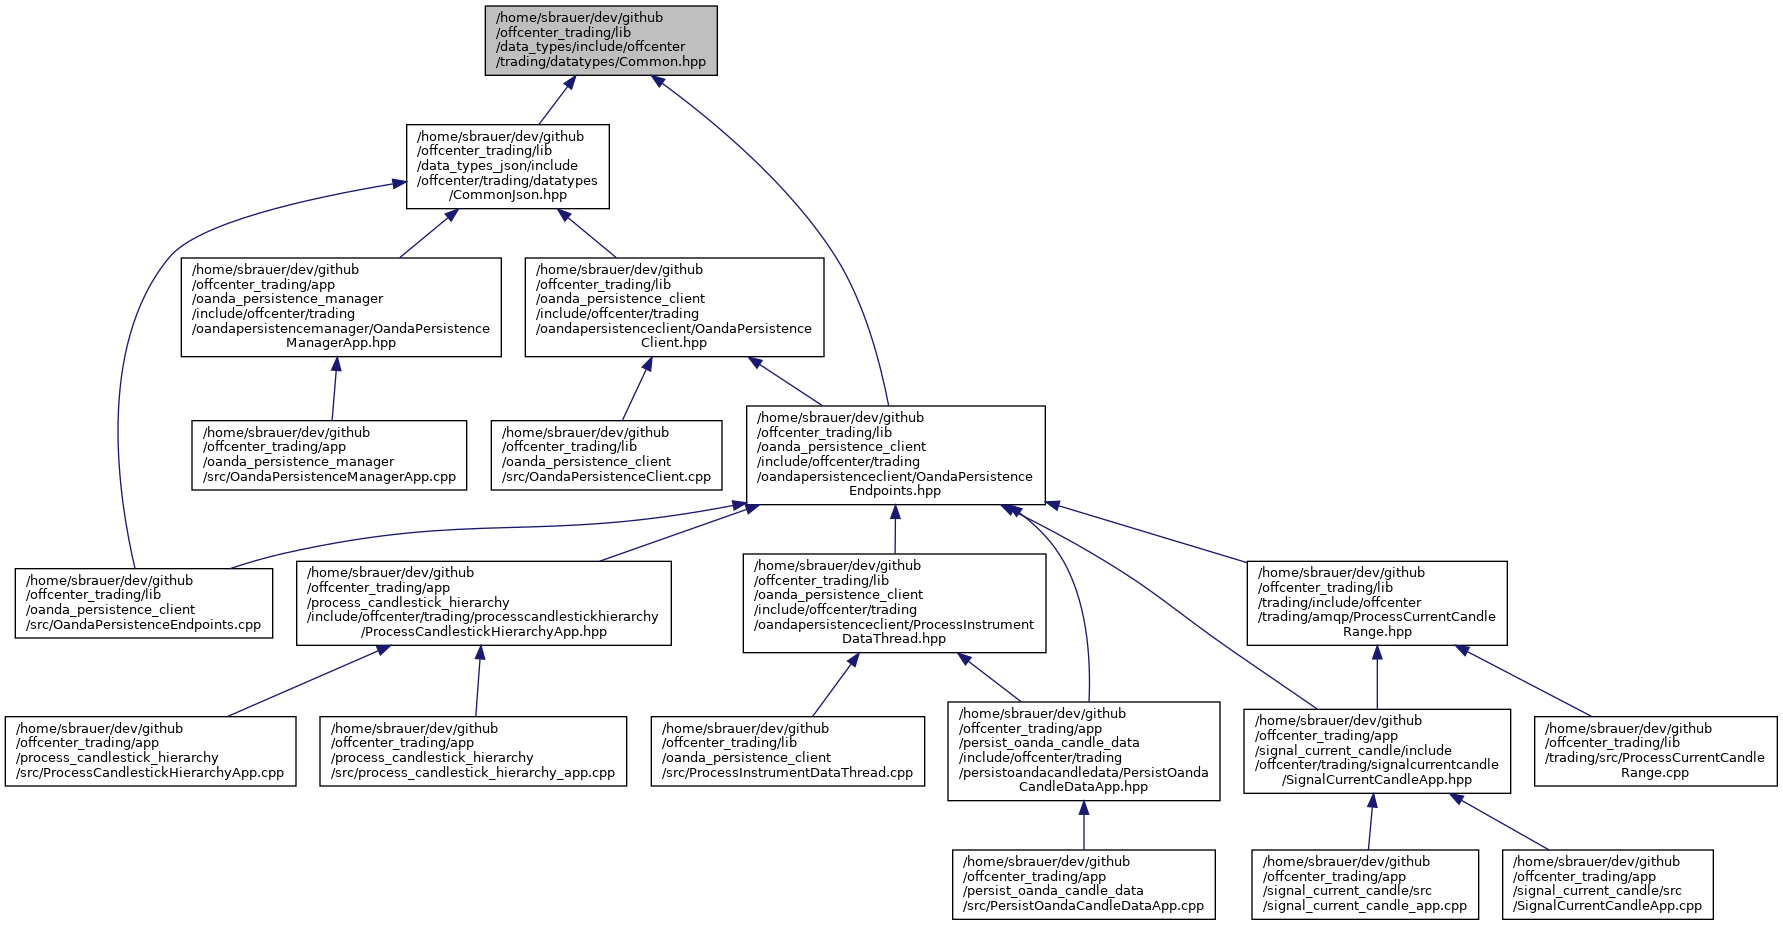 /home/sbrauer/dev/github
/offcenter_trading/lib
/data_types/include/offcenter
/trading/datatypes/Common.hpp
/home/sbrauer/dev/github
/offcenter_trading/lib
/data_types_json/include
/offcenter/trading/datatypes
/CommonJson.hpp
/home/sbrauer/dev/github
/offcenter_trading/app
/oanda_persistence_manager
/include/offcenter/trading
/oandapersistencemanager/OandaPersistence
ManagerApp.hpp
/home/sbrauer/dev/github
/offcenter_trading/lib
/oanda_persistence_client
/include/offcenter/trading
/oandapersistenceclient/OandaPersistence
Client.hpp
/home/sbrauer/dev/github
/offcenter_trading/app
/oanda_persistence_manager
/src/OandaPersistenceManagerApp.cpp
/home/sbrauer/dev/github
/offcenter_trading/lib
/oanda_persistence_client
/src/OandaPersistenceClient.cpp
/home/sbrauer/dev/github
/offcenter_trading/lib
/oanda_persistence_client
/include/offcenter/trading
/oandapersistenceclient/OandaPersistence
Endpoints.hpp
/home/sbrauer/dev/github
/offcenter_trading/lib
/oanda_persistence_client
/src/OandaPersistenceEndpoints.cpp
/home/sbrauer/dev/github
/offcenter_trading/app
/process_candlestick_hierarchy
/include/offcenter/trading/processcandlestickhierarchy
/ProcessCandlestickHierarchyApp.hpp
/home/sbrauer/dev/github
/offcenter_trading/lib
/oanda_persistence_client
/include/offcenter/trading
/oandapersistenceclient/ProcessInstrument
DataThread.hpp
/home/sbrauer/dev/github
/offcenter_trading/lib
/trading/include/offcenter
/trading/amqp/ProcessCurrentCandle
Range.hpp
/home/sbrauer/dev/github
/offcenter_trading/app
/process_candlestick_hierarchy
/src/ProcessCandlestickHierarchyApp.cpp
/home/sbrauer/dev/github
/offcenter_trading/app
/process_candlestick_hierarchy
/src/process_candlestick_hierarchy_app.cpp
/home/sbrauer/dev/github
/offcenter_trading/lib
/oanda_persistence_client
/src/ProcessInstrumentDataThread.cpp
/home/sbrauer/dev/github
/offcenter_trading/app
/persist_oanda_candle_data
/include/offcenter/trading
/persistoandacandledata/PersistOanda
CandleDataApp.hpp
/home/sbrauer/dev/github
/offcenter_trading/app
/signal_current_candle/include
/offcenter/trading/signalcurrentcandle
/SignalCurrentCandleApp.hpp
/home/sbrauer/dev/github
/offcenter_trading/lib
/trading/src/ProcessCurrentCandle
Range.cpp
/home/sbrauer/dev/github
/offcenter_trading/app
/persist_oanda_candle_data
/src/PersistOandaCandleDataApp.cpp
/home/sbrauer/dev/github
/offcenter_trading/app
/signal_current_candle/src
/signal_current_candle_app.cpp
/home/sbrauer/dev/github
/offcenter_trading/app
/signal_current_candle/src
/SignalCurrentCandleApp.cpp